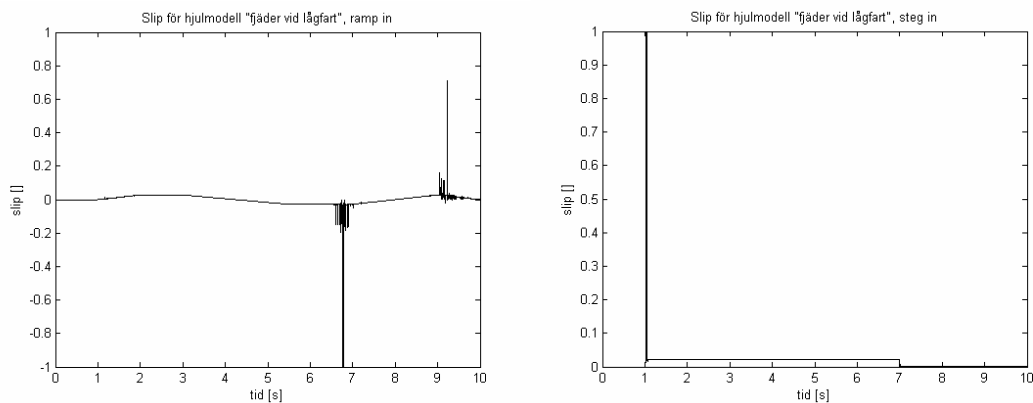 Slip för hjulmodell "fjäder vid lågfart", ramp in
1
0.8
0.6
0.4
0.2
0
-0.2
-0.4
-0.6
-0.8
-1
slip []
0 1 2 3 4 5 6 7 8 9 10
tid [s]
Slip för hjulmodell "fjäder vid lågfart", steg in
1
0.9
0.8
0.7
0.6
0.5
0.4
0.3
0.2
0.1
0
slip []
0 1 2 3 4 5 6 7 8 9 10
tid [s]